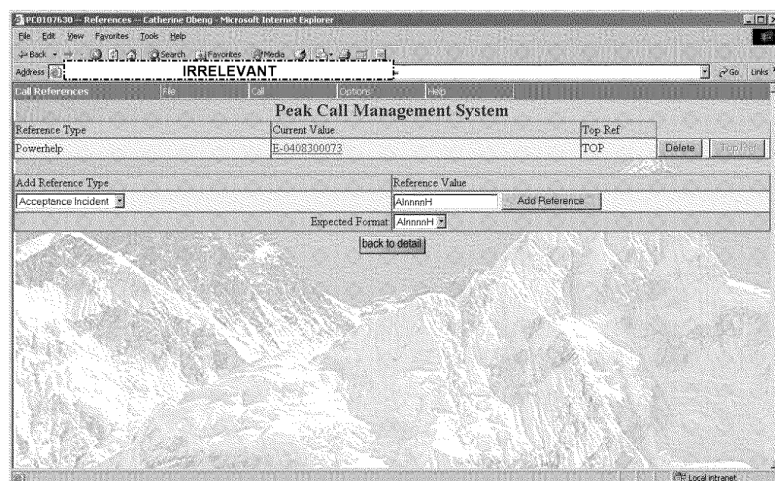 PC0107630 -- References -- Catherine Obeng - Microsoft Internet Explorer
File Edit View Favorites Tools Help
Back Search Favorites Media
Address IRRELEVANT Go Links
Call References File Call Options Help
Peak Call Management System
Reference Type Current Value Top Ref
Powerhelp E-0408300073 TOP Delete Top Ref
Add Reference Type Reference Value
Acceptance Incident AInnnnH Add Reference
Expected Format AInnnnH
back to detail
Local intranet